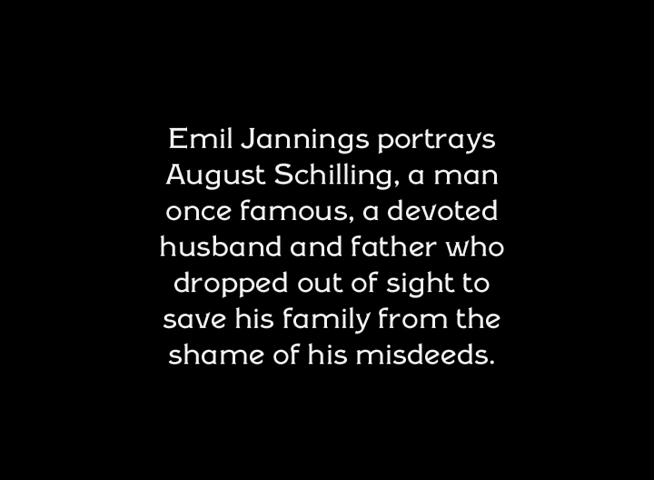 Emil Jannings portrays
August Schilling, a man
once famous, a devoted
husband and father who
dropped out of sight to
save his family from the
shame of his misdeeds.